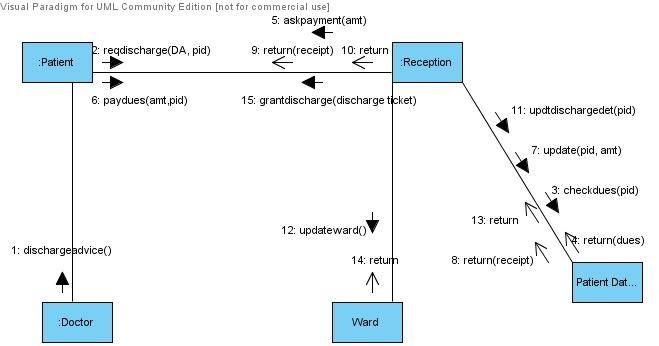 Visual Paradigm for UML Community Edition [not for commercial use]
5: askpayment(amt)
2: reqdischarge(DA, pid)
9: return(receipt)
10: return
:Patient
:Reception
6: paydues(amt,pid)
15: grantdischarge(discharge ticket)
11: updtdischargedet(pid)
7: update(pid, amt)
3: checkdues(pid)
13: return
12: updateward()
4: return(dues)
1: dischargeadvice()
14: return
8: return(receipt)
Patient Dat...
:Doctor
Ward